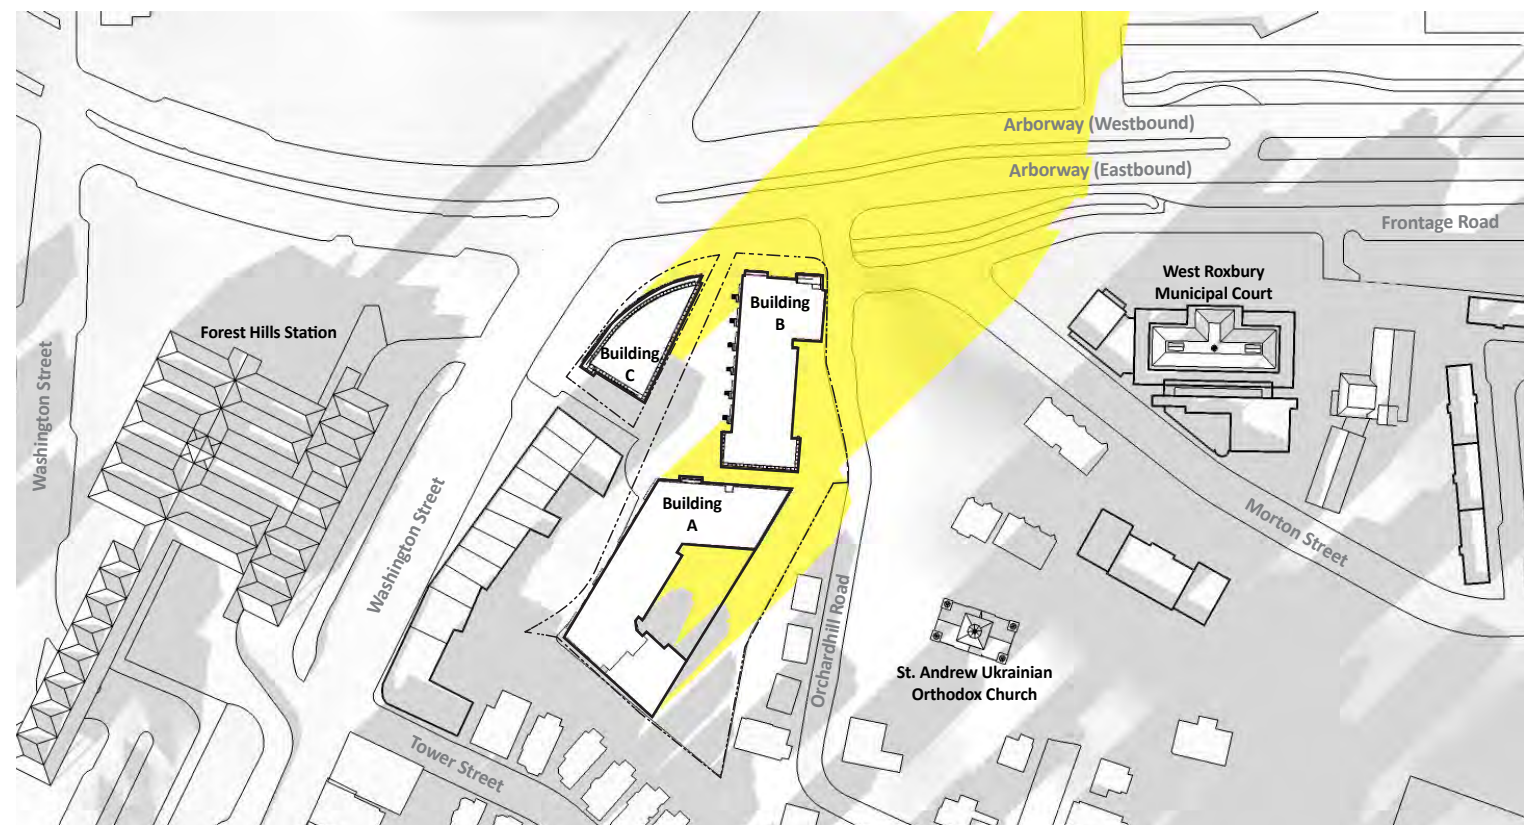 Arborway (Westbound)
Arborway (Eastbound)
Frontage Road
West Roxbury
Municipal Court
Forest Hills Station
Building
B
Building
C
Washington Street
Washington Street
Building
A
Morton Street
Orchardhill Road
St. Andrew Ukrainian
Orthodox Church
Tower Street